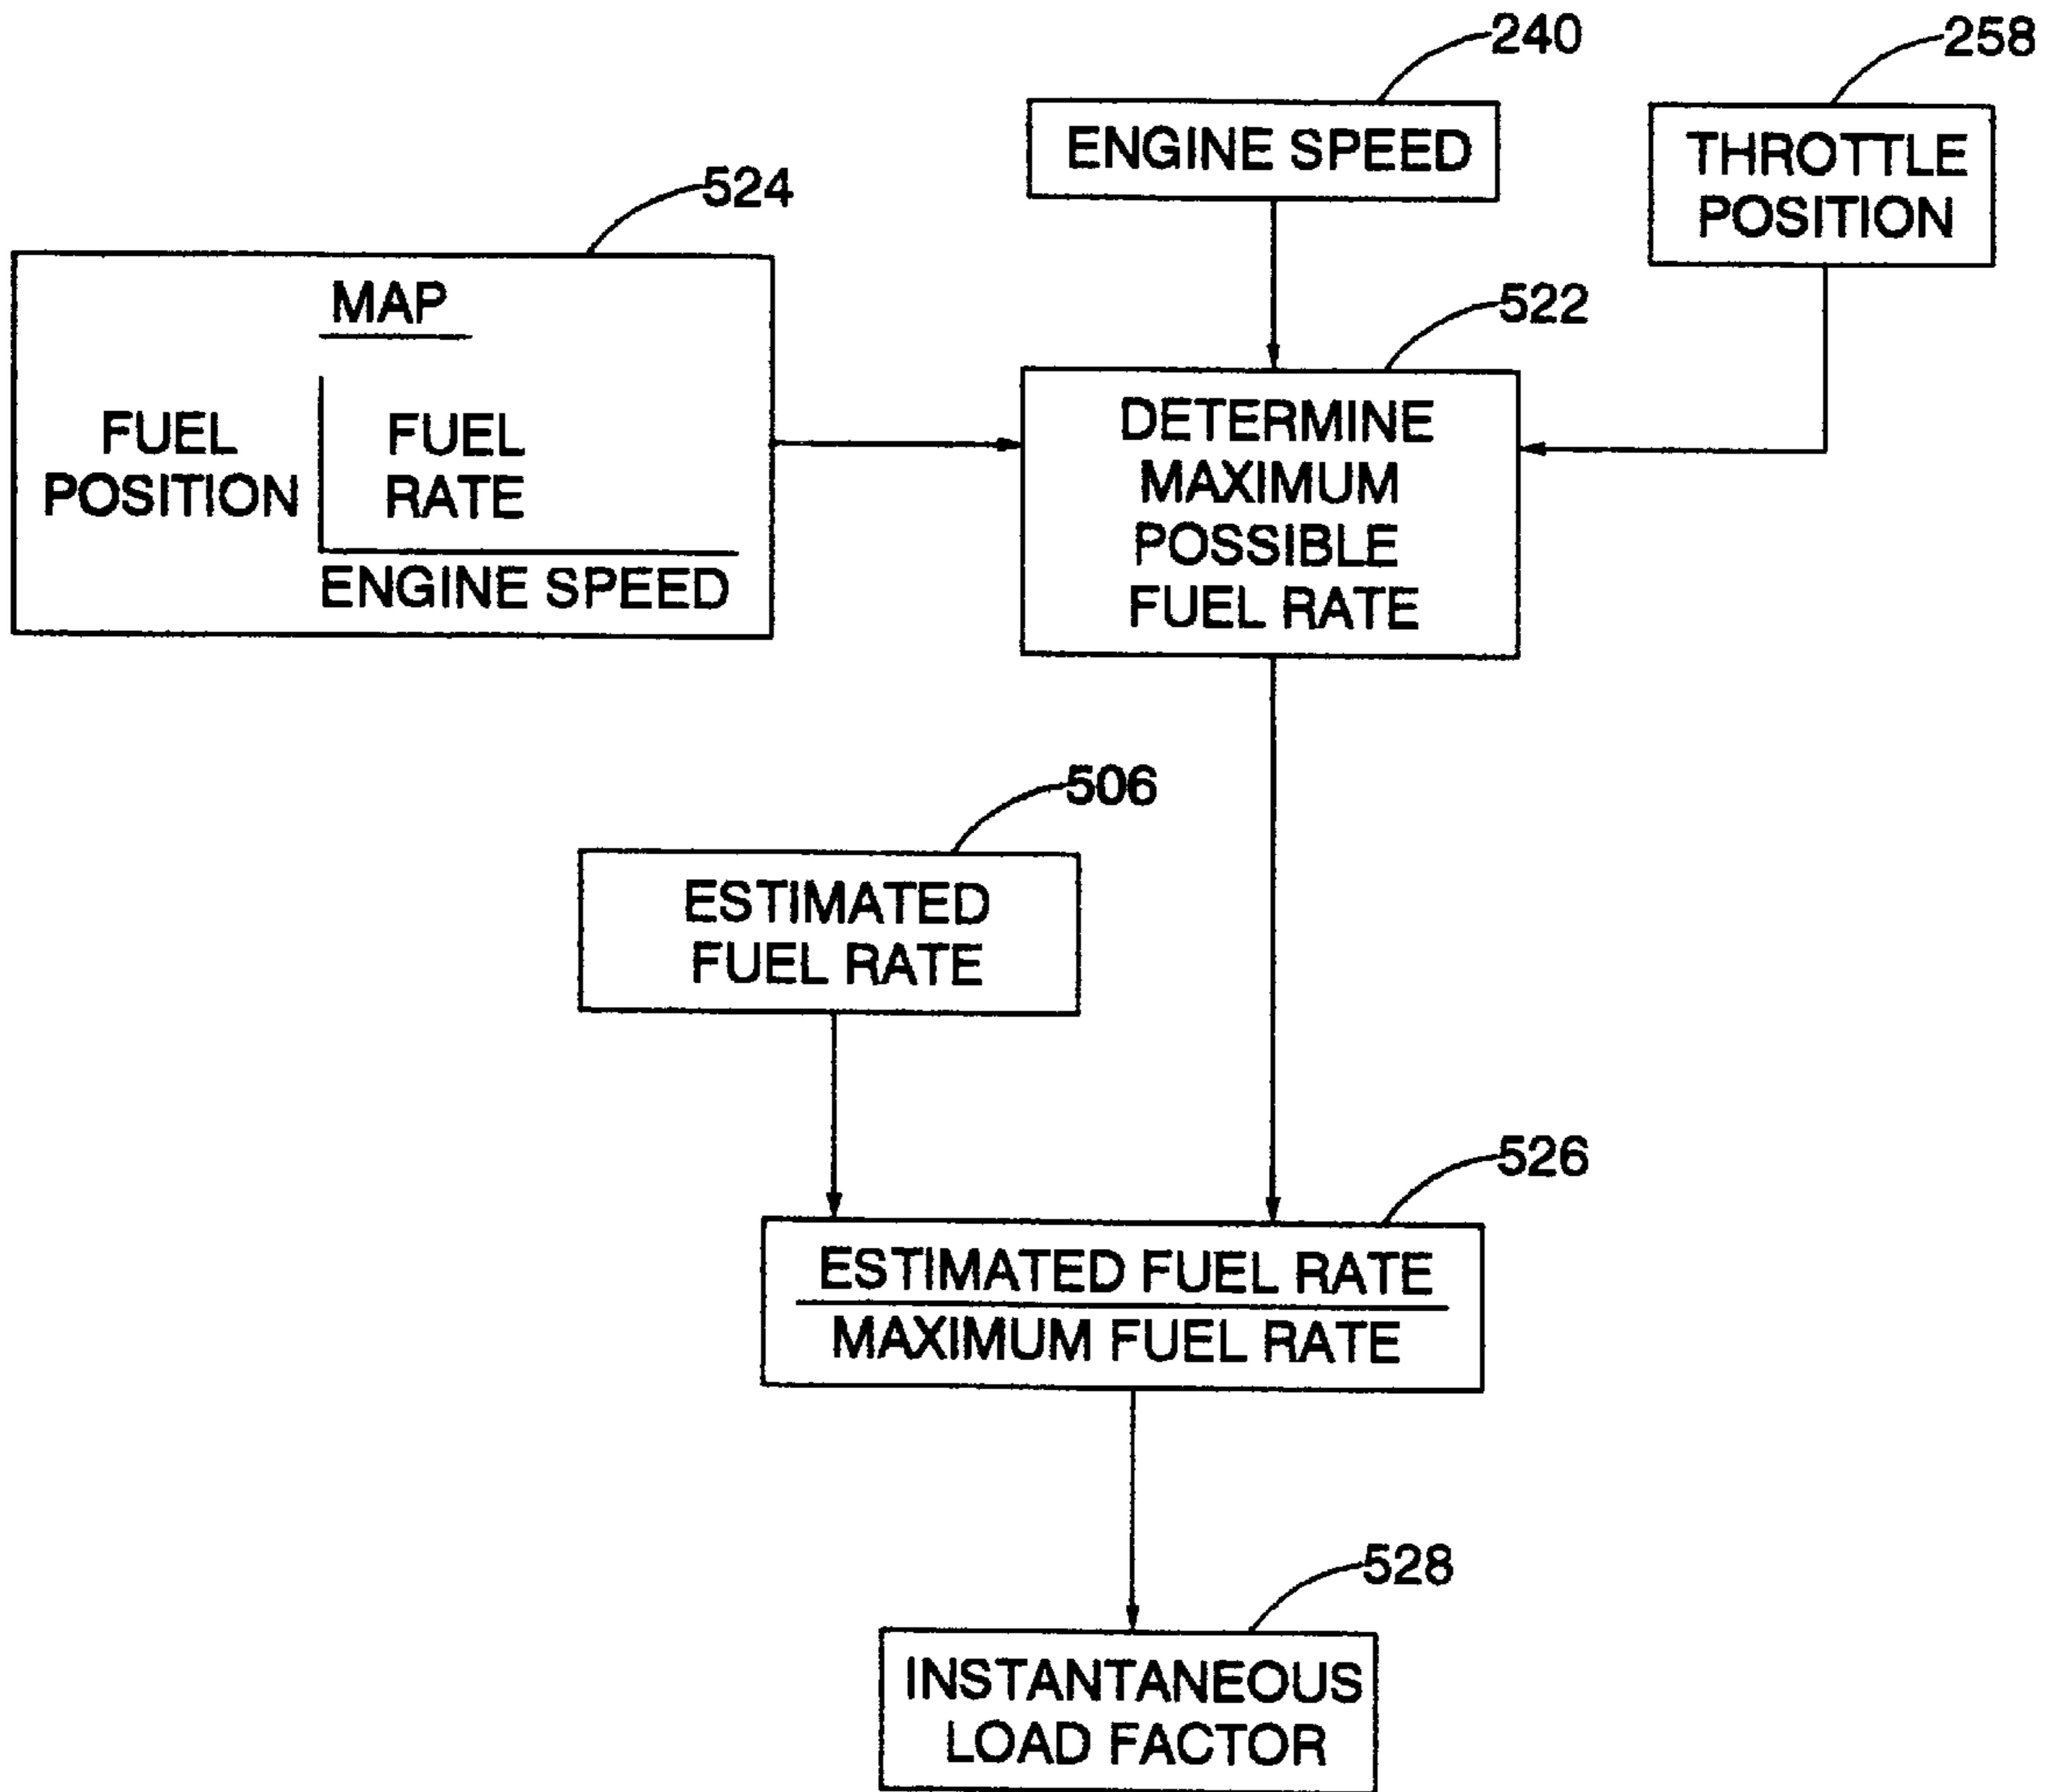 240
258
ENGINE SPEED
THROTTLE
POSITION
524
MAP
FUEL
POSITION
FUEL
RATE
ENGINE SPEED
522
DETERMINE
MAXIMUM
POSSIBLE
FUEL RATE
506
ESTIMATED
FUEL RATE
526
ESTIMATED FUEL RATE
MAXIMUM FUEL RATE
528
INSTANTANEOUS
LOAD FACTOR